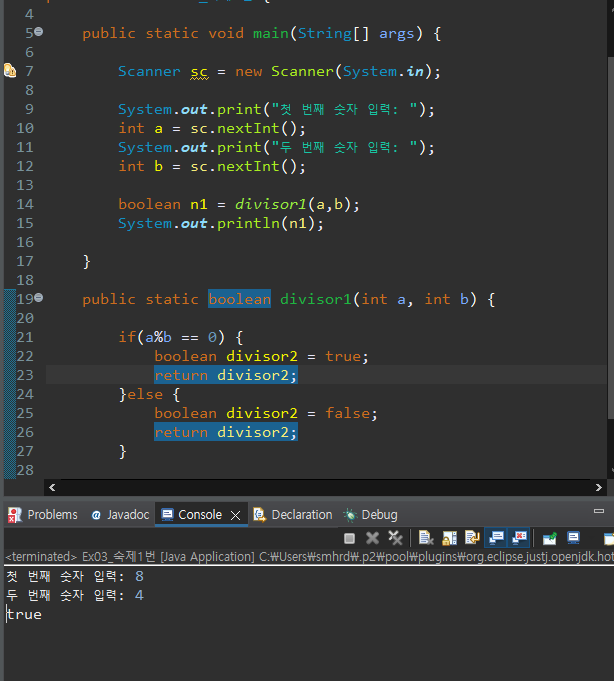 4
5 public static void main(String[] args) {
6
7 Scanner sc = new Scanner(System.in);
8
9 System.out.print("첫 번째 숫자 입력: ");
10 int a = sc.nextInt();
11 System.out.print("두 번째 숫자 입력: ");
12 int b = sc.nextInt();
13
14 boolean n1 = divisor1(a,b);
15 System.out.println(n1);
16
17 }
18
19 public static boolean divisor1(int a, int b) {
20
21 if(a%b == 0) {
22 boolean divisor2 = true;
23 return divisor2;
24 }else {
25 boolean divisor2 = false;
26 return divisor2;
27 }
28
Problems @ Javadoc Console Declaration Debug
<terminated> Ex03_숙제1번 [Java Application] C:₩Users₩smhrd₩.p2₩pool₩plugins₩org.eclipse.justj.openjdk.hot
첫 번째 숫자 입력: 8
두 번째 숫자 입력: 4
true